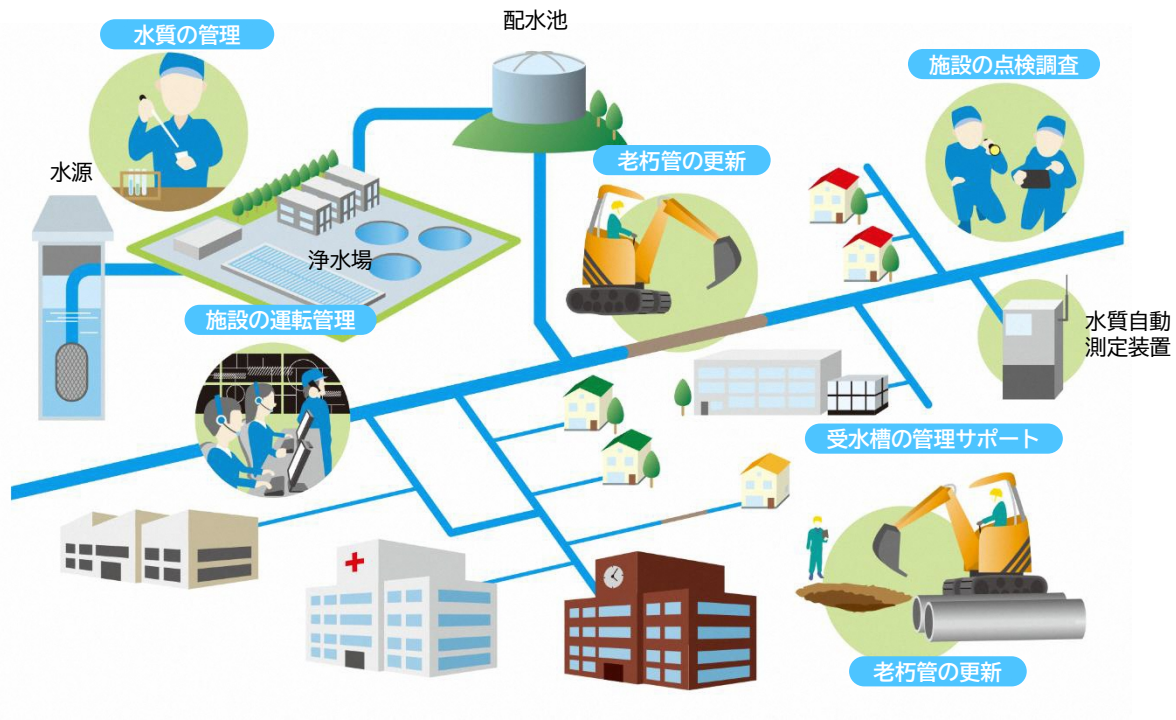 配水池
水質の管理
施設の点検調査
老朽管の更新
水源
浄水場
施設の運転管理
水質自動
測定装置
受水槽の管理サポート
老朽管の更新